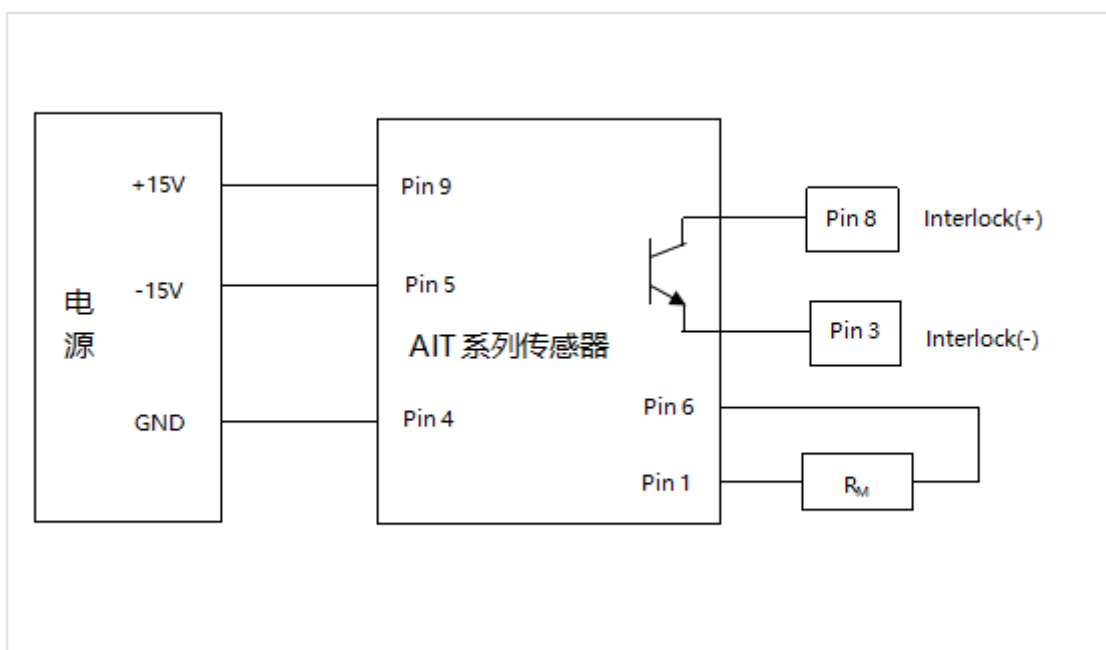 +15V
-15V
GND
电
源
Pin 9
Pin 5
AIT 系列传感器
Pin 4
Pin 6
Pin 1
Pin 8
Interlock(+)
Pin 3
Interlock(-)
RM